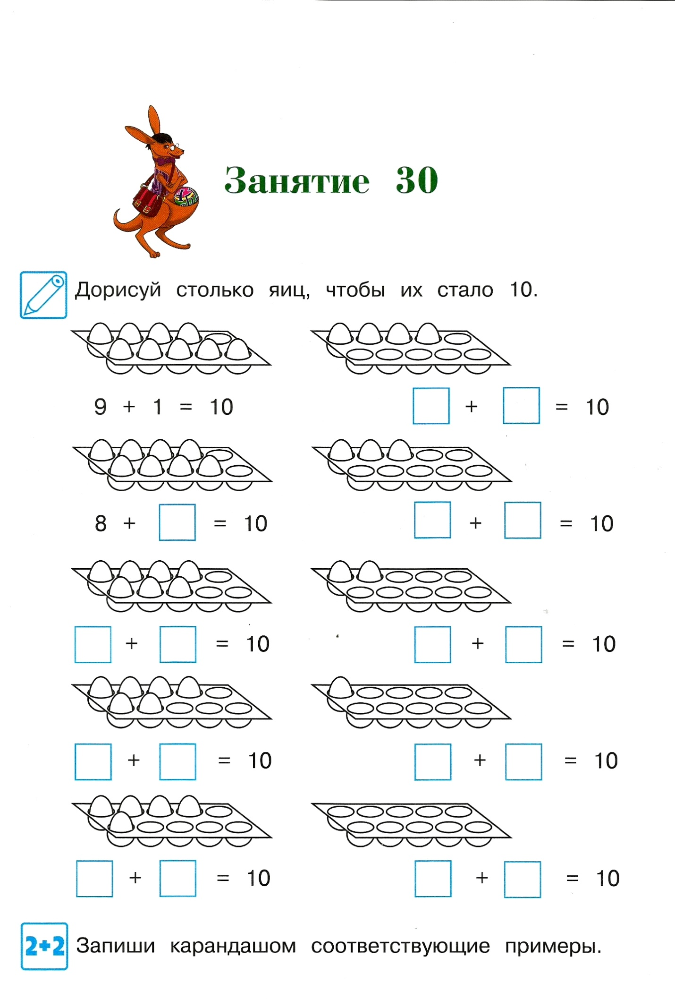 Занятие 30
Дорисуй столько яиц, чтобы их стало 10.
9 + 1 = 10
□ + □ = 10
8 + □ = 10
□ + □ = 10
□ + □ = 10
□ + □ = 10
□ + □ = 10
□ + □ = 10
□ + □ = 10
□ + □ = 10
2+2 Запиши карандашом соответствующие примеры.